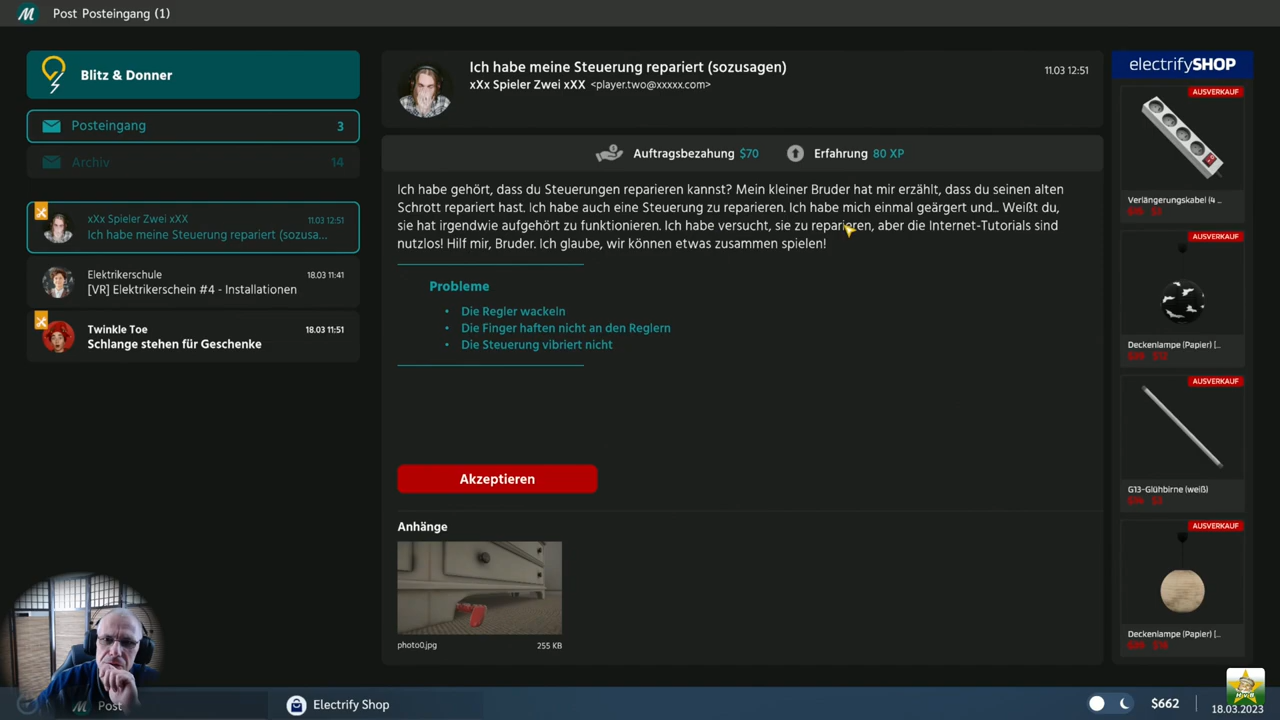 Post Posteingang (1)
Blitz & Donner
Posteingang 3
Archiv 14
xXx Spieler Zwei xXX 11.03 12:51
Ich habe meine Steuerung repariert (sozusa...
Elektrikerschule 18.03 11:41
[VR] Elektrikerschein #4 - Installationen
Twinkle Toe 18.03 11:51
Schlange stehen für Geschenke
Ich habe meine Steuerung repariert (sozusagen)
xXx Spieler Zwei xXX <player.two@xxxxx.com>
11.03 12:51
Auftragsbezahlung $70 Erfahrung 80 XP
Ich habe gehört, dass du Steuerungen reparieren kannst? Mein kleiner Bruder hat mir erzählt, dass du seinen alten
Schrott repariert hast. Ich habe auch eine Steuerung zu reparieren. Ich habe mich einmal geärgert und... Weißt du,
sie hat irgendwie aufgehört zu funktionieren. Ich habe versucht, sie zu reparieren, aber die Internet-Tutorials sind
nutzlos! Hilf mir, Bruder. Ich glaube, wir können etwas zusammen spielen!
Probleme
• Die Regler wackeln
• Die Finger haften nicht an den Reglern
• Die Steuerung vibriert nicht
Akzeptieren
Anhänge
photo0.jpg 255 KB
electrifySHOP
AUSVERKAUF
Verlängerungskabel (4 ...
AUSVERKAUF
Deckenlampe (Papier) [...
AUSVERKAUF
G13-Glühbirne (weiß)
AUSVERKAUF
Deckenlampe (Papier) [...
Post
Electrify Shop
$662
18.03.2023